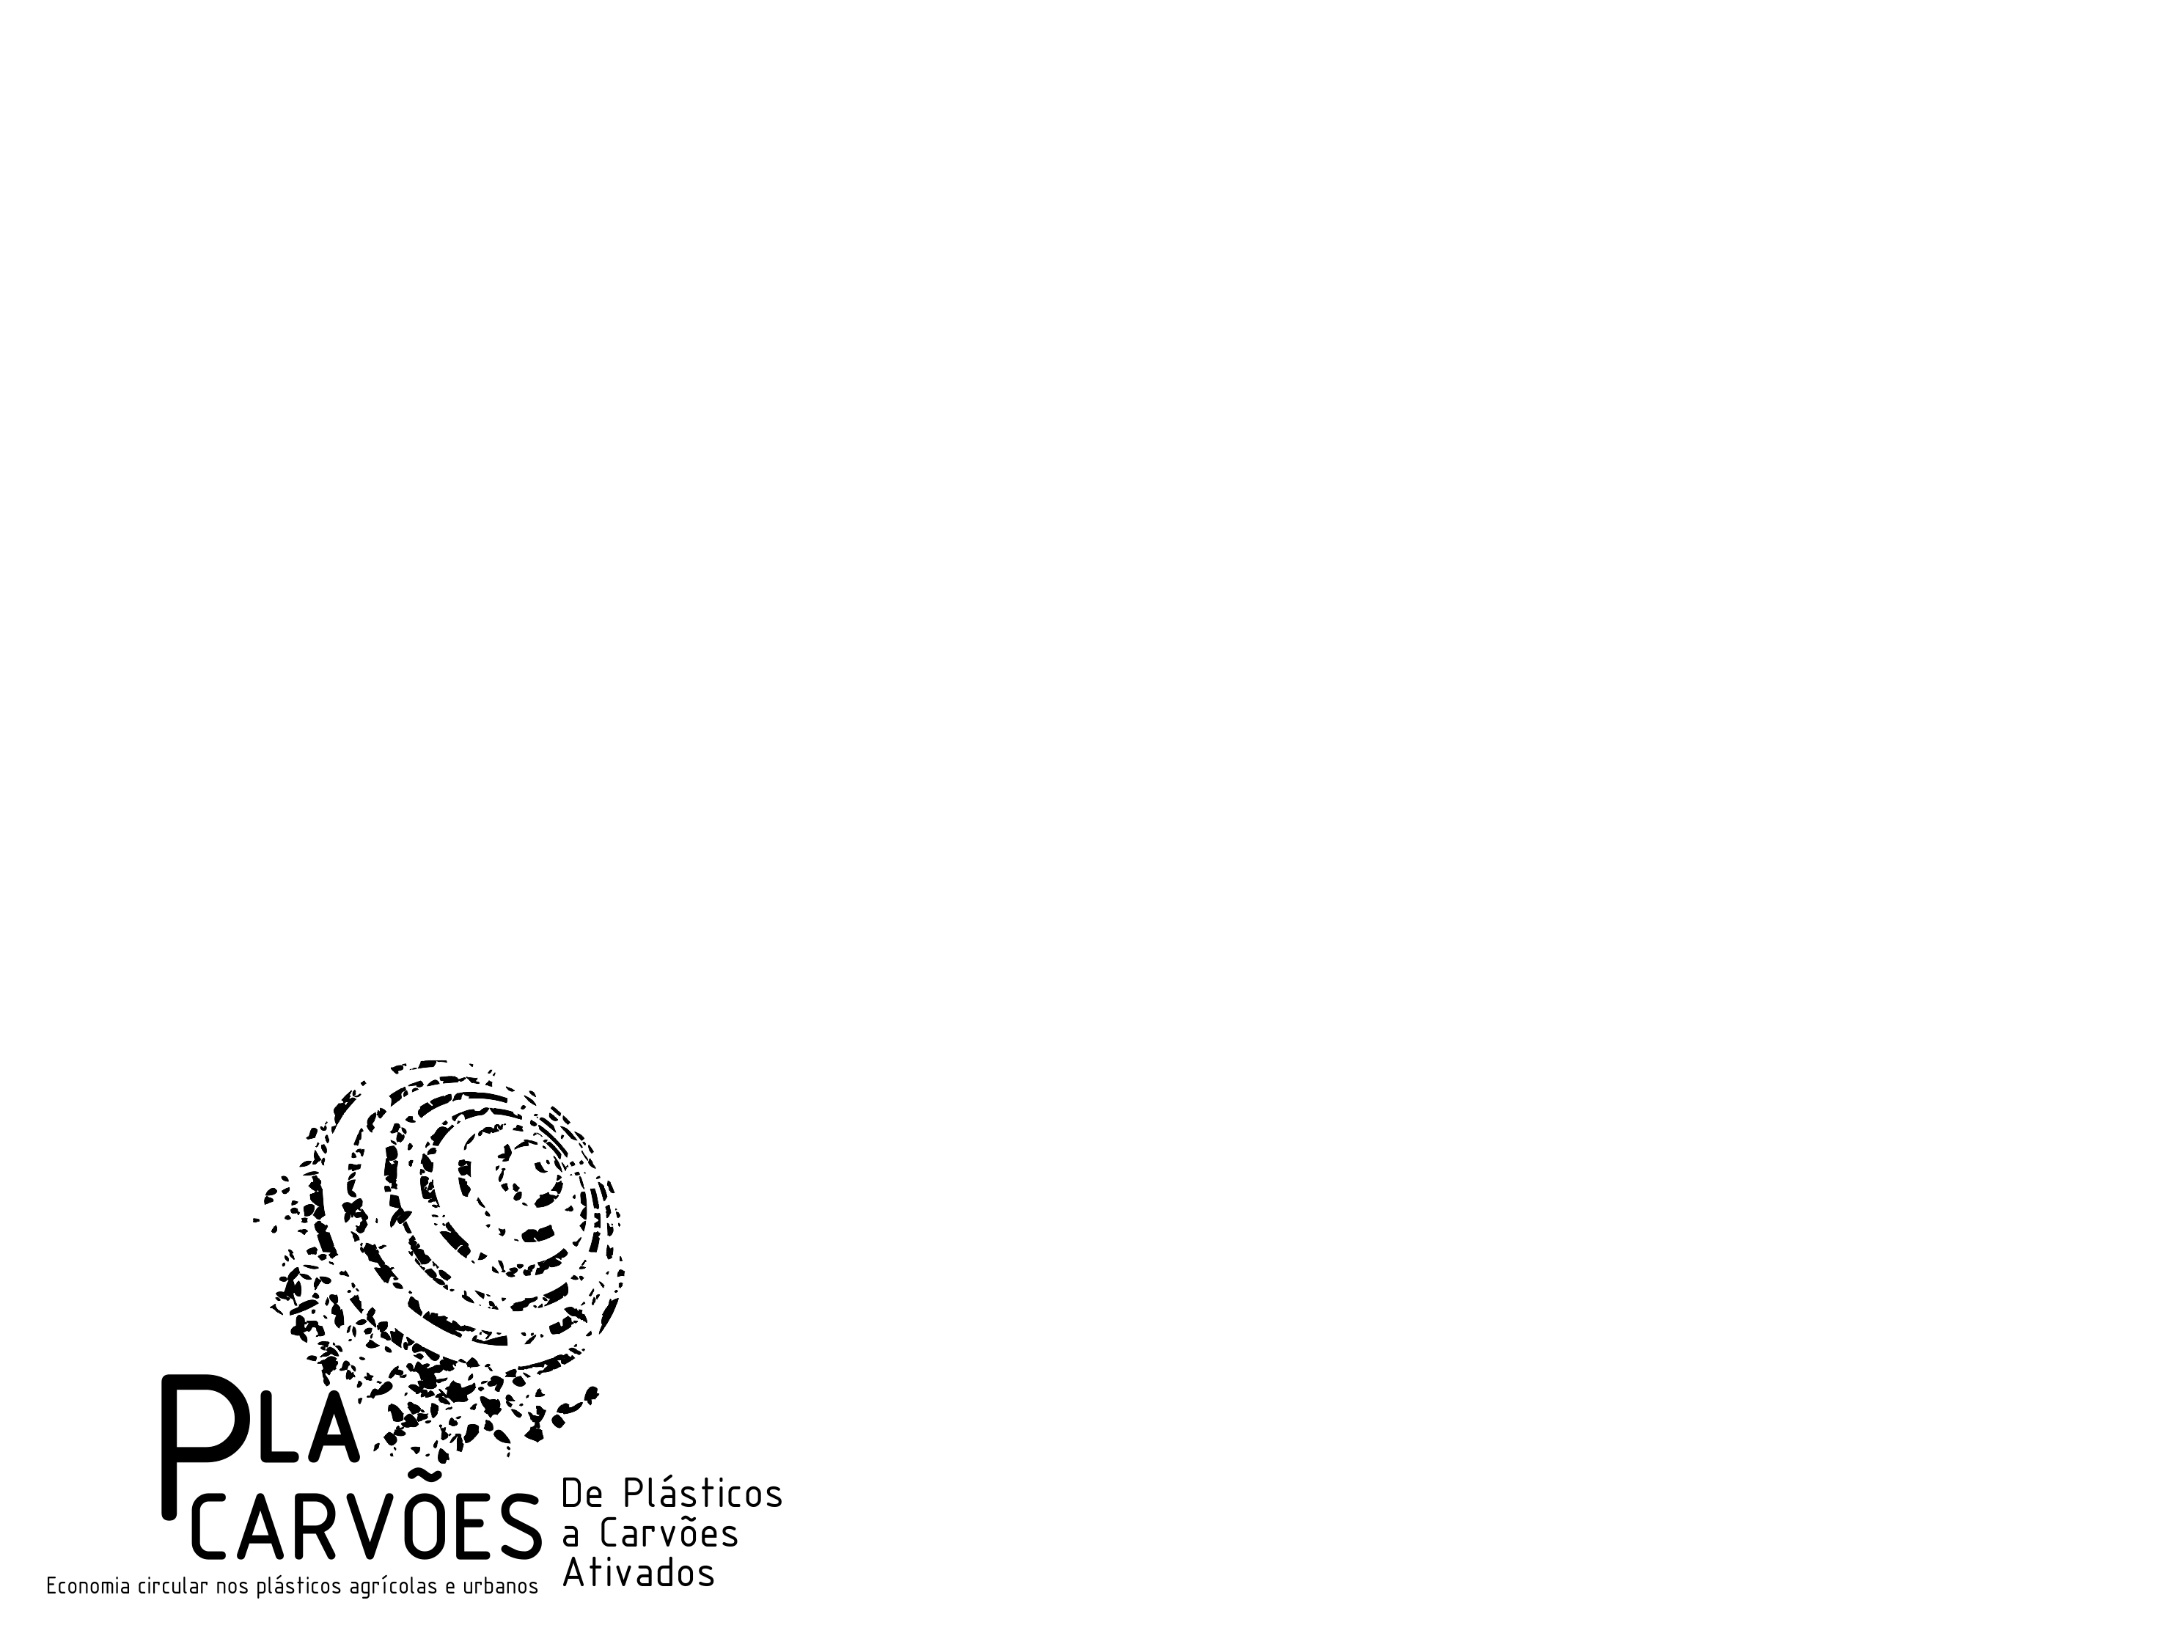 PLA
CARVÕES
De Plásticos
a Carvões
Ativados
Economia circular nos plásticos agrícolas e urbanos